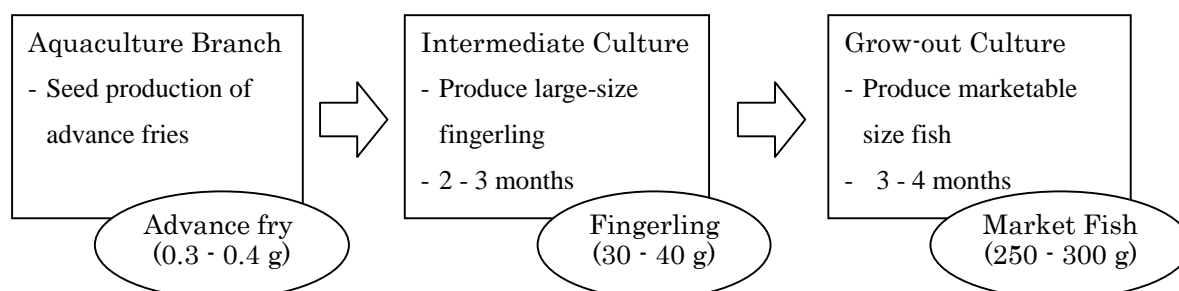 Aquaculture Branch
- Seed production of
advance fries
Advance fry
(0.3 - 0.4 g)
Intermediate Culture
- Produce large-size
fingerling
- 2 - 3 months
Fingerling
(30 - 40 g)
Grow-out Culture
- Produce marketable
size fish
- 3 - 4 months
Market Fish
(250 - 300 g)